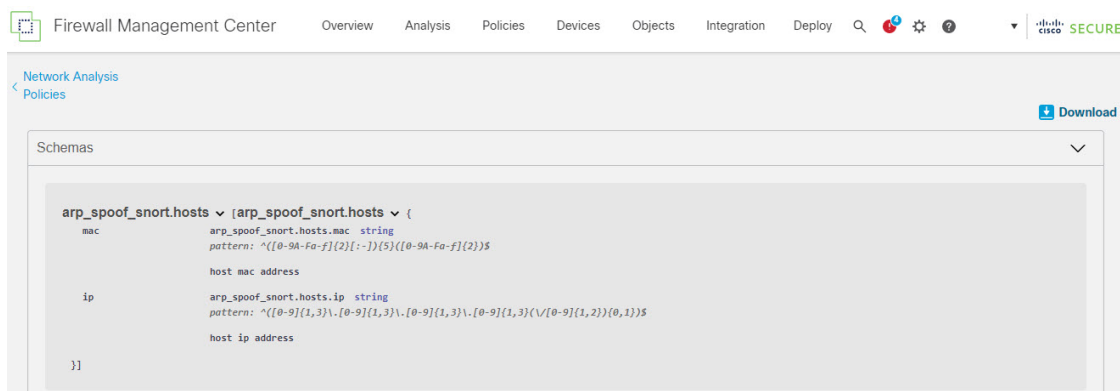 Firewall Management Center Overview Analysis Policies Devices Objects Integration Deploy 4 cisco SECURE
Network Analysis
Policies
Download
Schemas
arp_spoof_snort.hosts [arp_spoof_snort.hosts {
mac arp_spoof_snort.hosts.mac string
pattern: ^([0-9A-Fa-f]{2}[:-]){5}([0-9A-Fa-f]{2})$
host mac address
ip arp_spoof_snort.hosts.ip string
pattern: ^([0-9]{1,3}\.[0-9]{1,3}\.[0-9]{1,3}\.[0-9]{1,3}(\/[0-9]{1,2}){0,1})$
host ip address
}]